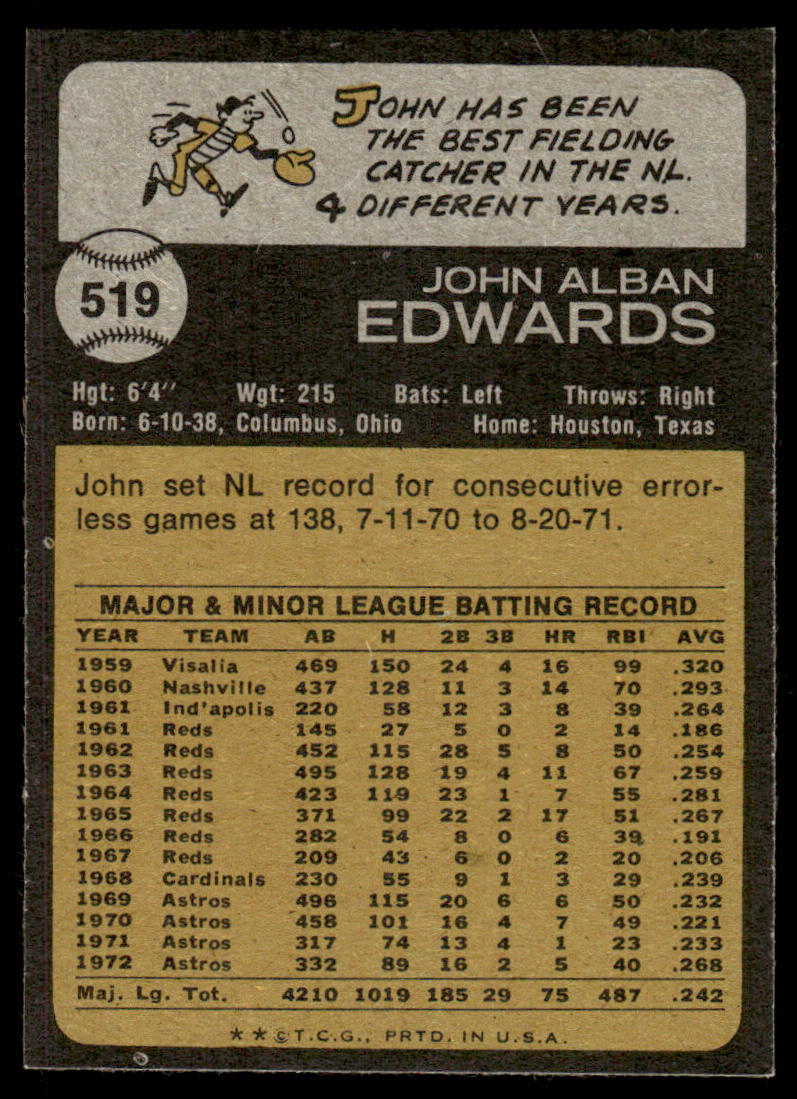 JOHN HAS BEEN
THE BEST FIELDING
CATCHER IN THE NL.
4 DIFFERENT YEARS.
519
JOHN ALBAN
EDWARDS
Hgt: 6'4'' Wgt: 215 Bats: Left Throws: Right
Born: 6-10-38, Columbus, Ohio Home: Houston, Texas
John set NL record for consecutive error-
less games at 138, 7-11-70 to 8-20-71.
MAJOR & MINOR LEAGUE BATTING RECORD
YEAR TEAM AB H 2B 3B HR RBI AVG
1959 Visalia 469 150 24 4 16 99 .320
1960 Nashville 437 128 11 3 14 70 .293
1961 Ind'apolis 220 58 12 3 8 39 .264
1961 Reds 145 27 5 0 2 14 .186
1962 Reds 452 115 28 5 8 50 .254
1963 Reds 495 128 19 4 11 67 .259
1964 Reds 423 119 23 1 7 55 .281
1965 Reds 371 99 22 2 17 51 .267
1966 Reds 282 54 8 0 6 39 .191
1967 Reds 209 43 6 0 2 20 .206
1968 Cardinals 230 55 9 1 3 29 .239
1969 Astros 496 115 20 6 6 50 .232
1970 Astros 458 101 16 4 7 49 .221
1971 Astros 317 74 13 4 1 23 .233
1972 Astros 332 89 16 2 5 40 .268
Maj. Lg. Tot. 4210 1019 185 29 75 487 .242
* * © T.C.G., PRTD. IN U.S.A.